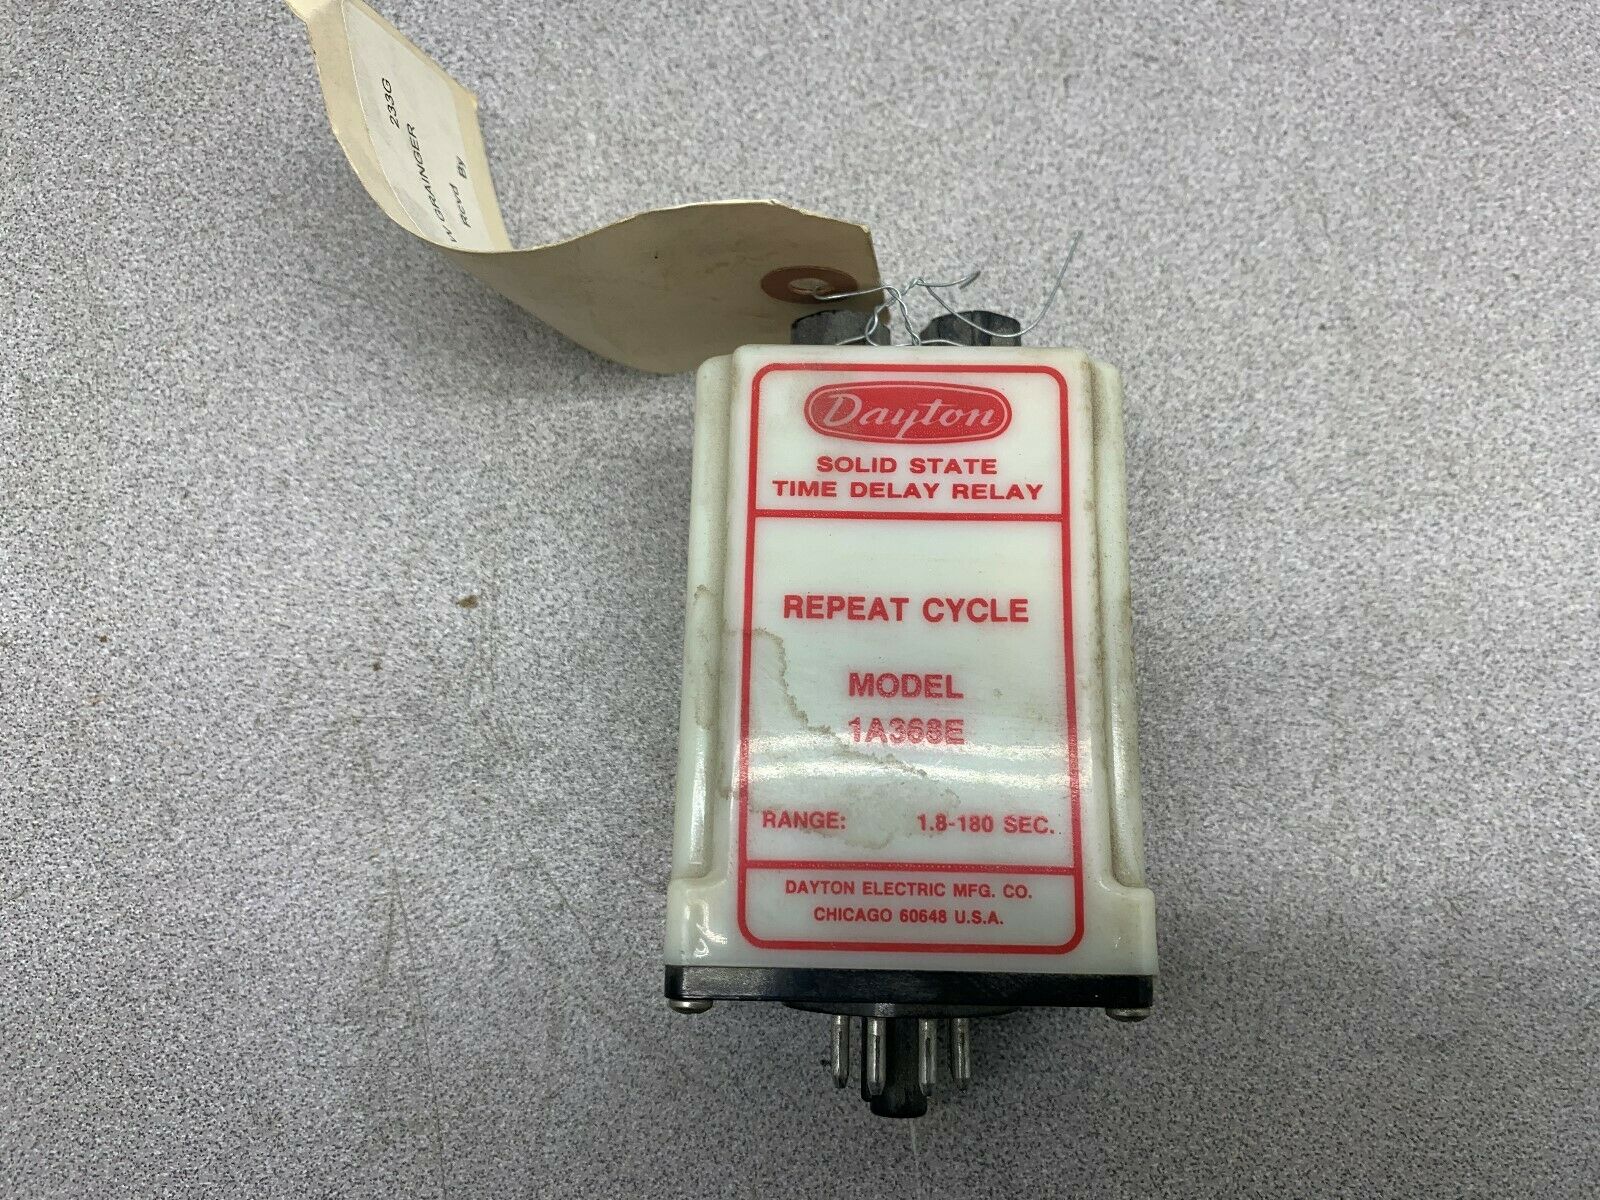 233G
W GRAINGER
Rcvd By
Dayton
SOLID STATE
TIME DELAY RELAY
REPEAT CYCLE
MODEL
1A368E
RANGE: 1.8-180 SEC.
DAYTON ELECTRIC MFG. CO.
CHICAGO 60648 U.S.A.